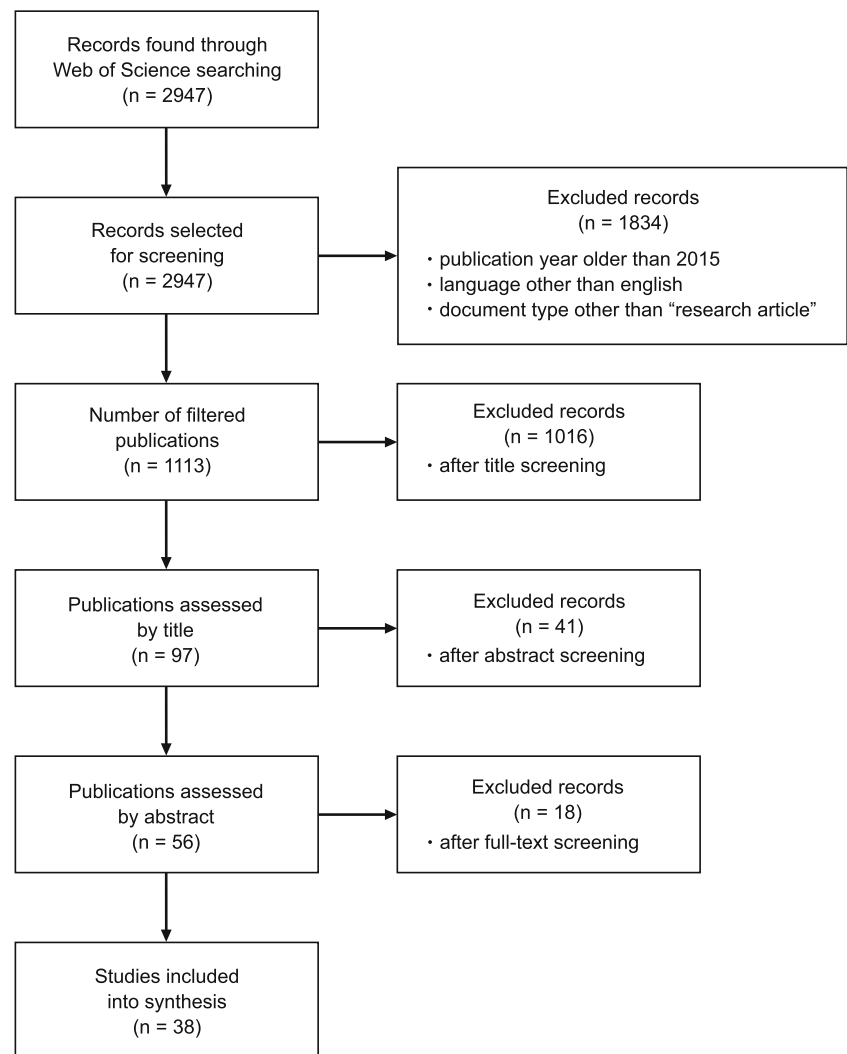 Records found through
Web of Science searching
(n = 2947)
Records selected
for screening
(n = 2947)
Excluded records
(n = 1834)
・publication year older than 2015
・language other than english
・document type other than “research article”
Number of filtered
publications
(n = 1113)
Excluded records
(n = 1016)
・after title screening
Publications assessed
by title
(n = 97)
Excluded records
(n = 41)
・after abstract screening
Publications assessed
by abstract
(n = 56)
Excluded records
(n = 18)
・after full-text screening
Studies included
into synthesis
(n = 38)